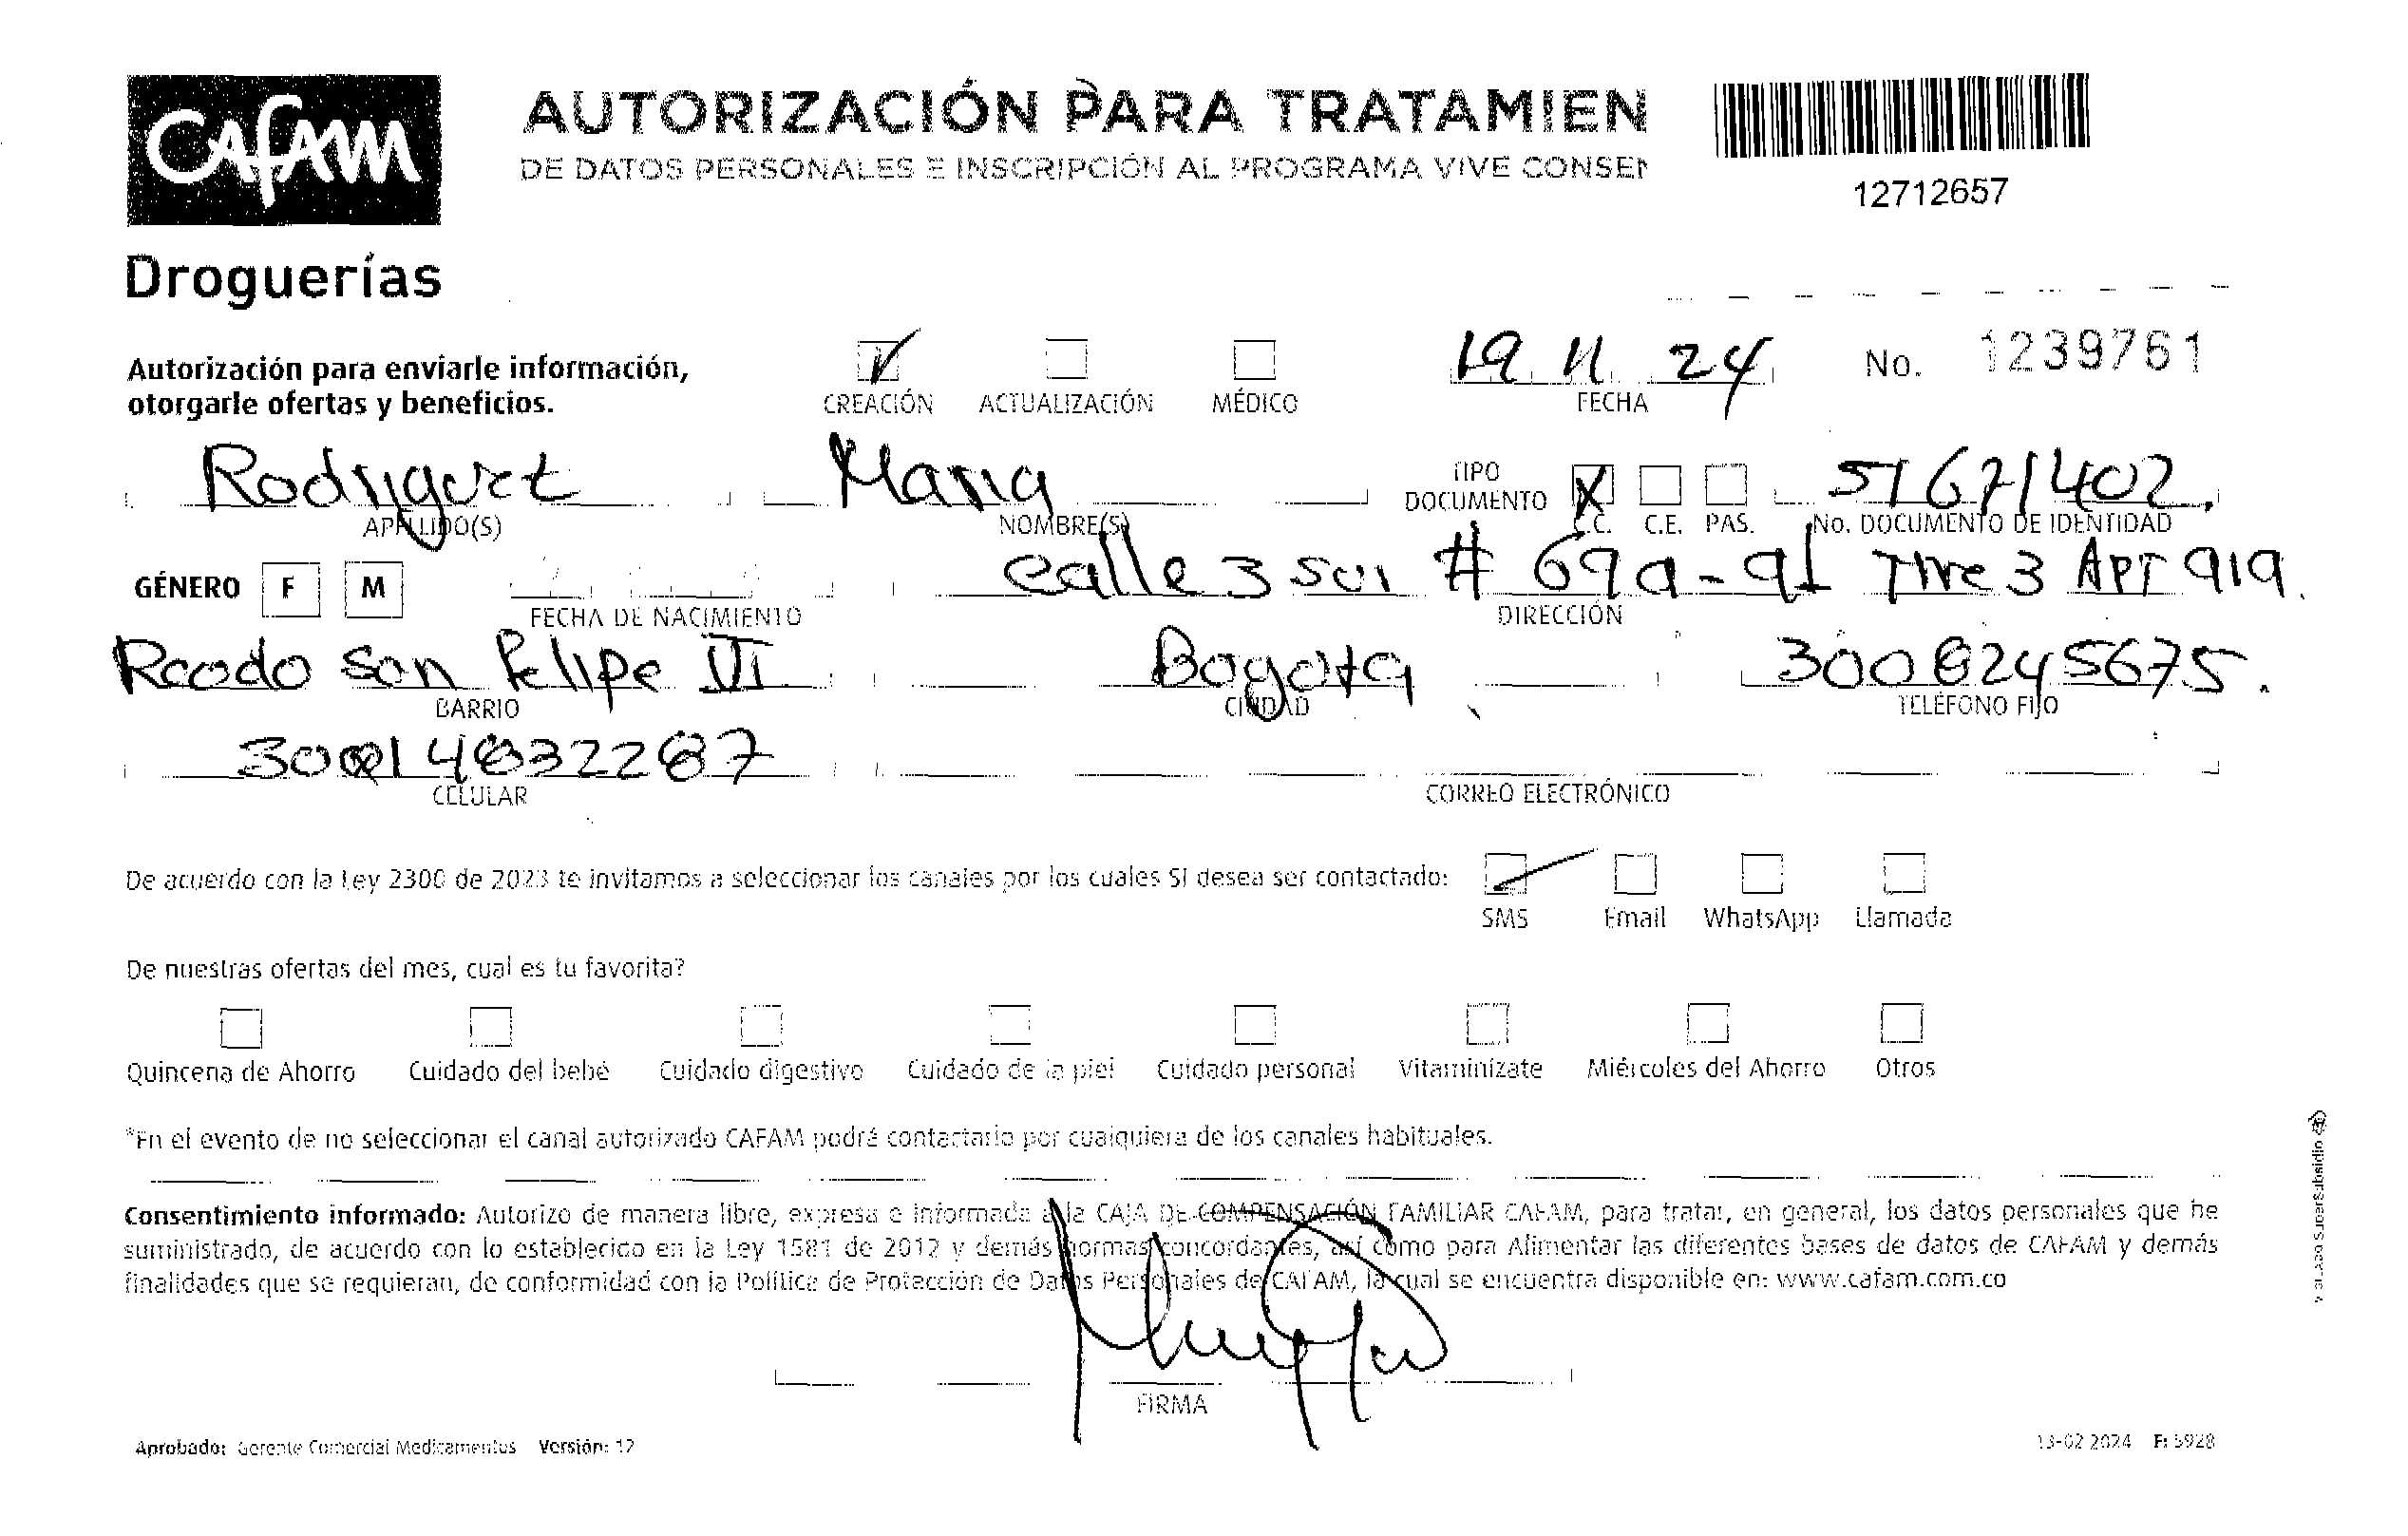 Cafam
AUTORIZACIÓN PARA TRATAMIEN
DE DATOS PERSONALES E INSCRIPCIÓN AL PROGRAMA VIVE CONSEN
12712657
Droguerías
Autorización para enviarle información,
otorgarle ofertas y beneficios.
CREACIÓN ACTUALIZACIÓN MÉDICO
19 11 24
FECHA
No. 1239761
Rodriguez
APELLIDO(S)
Maria
NOMBRE(S)
TIPO DOCUMENTO
X
C.C. C.E. PAS.
51671402.
No. DOCUMENTO DE IDENTIDAD
GÉNERO F M
FECHA DE NACIMIENTO
calle 3 sur # 69a-91 Trre 3 APT 919.
DIRECCIÓN
san Felipe VI
BARRIO
Bogota
CIUDAD
3008245675.
TELÉFONO FIJO
CELULAR
CORREO ELECTRÓNICO
De acuerdo con la Ley 2300 de 2023 te invitamos a seleccionar los canales por los cuales SI desea ser contactado:
SMS Email WhatsApp Llamada
De nuestras ofertas del mes, cual es tu favorita?
Quincena de Ahorro Cuidado del bebé Cuidado digestivo Cuidado de la piel Cuidado personal Vitaminízate Miércoles del Ahorro Otros
*En el evento de no seleccionar el canal autorizado CAFAM podrá contactarlo por cualquiera de los canales habituales.
Consentimiento informado: Autorizo de manera libre, expresa e informada a la CAJA DE COMPENSACIÓN FAMILIAR CAFAM, para tratar, en general, los datos personales que he
suministrado, de acuerdo con lo establecido en la Ley 1581 de 2012 y demás normas concordantes, así como para Alimentar las diferentes bases de datos de CAFAM y demás
finalidades que se requieran, de conformidad con la Política de Protección de Datos Personales de CAFAM, la cual se encuentra disponible en: www.cafam.com.co
FIRMA
Aprobado: Gerente Comercial Medicamentos Versión: 12
13-02 2024 F: 5928
VIGILADO SuperSubsidio